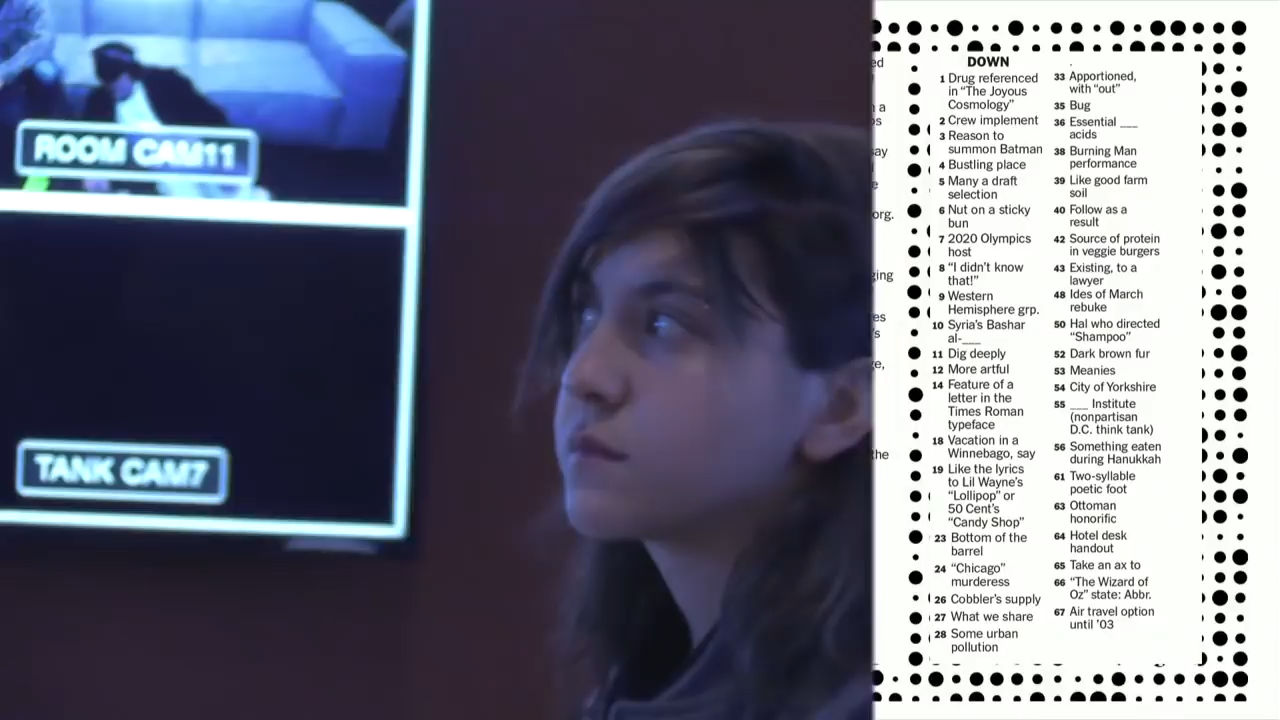 ROOM CAM11
TANK CAM7
ed
a
ay
e
org.
ging
es
's
ge,
the
DOWN
1 Drug referenced
in “The Joyous
Cosmology”
2 Crew implement
3 Reason to
summon Batman
4 Bustling place
5 Many a draft
selection
6 Nut on a sticky
bun
7 2020 Olympics
host
8 “I didn’t know
that!”
9 Western
Hemisphere grp.
10 Syria’s Bashar
al-___
11 Dig deeply
12 More artful
14 Feature of a
letter in the
Times Roman
typeface
18 Vacation in a
Winnebago, say
19 Like the lyrics
to Lil Wayne’s
“Lollipop” or
50 Cent’s
“Candy Shop”
23 Bottom of the
barrel
24 “Chicago”
murderess
26 Cobbler’s supply
27 What we share
28 Some urban
pollution
33 Apportioned,
with “out”
35 Bug
36 Essential ___
acids
38 Burning Man
performance
39 Like good farm
soil
40 Follow as a
result
42 Source of protein
in veggie burgers
43 Existing, to a
lawyer
48 Ides of March
rebuke
50 Hal who directed
“Shampoo”
52 Dark brown fur
53 Meanies
54 City of Yorkshire
55 ___ Institute
(nonpartisan
D.C. think tank)
56 Something eaten
during Hanukkah
61 Two-syllable
poetic foot
63 Ottoman
honorific
64 Hotel desk
handout
65 Take an ax to
66 “The Wizard of
Oz” state: Abbr.
67 Air travel option
until ’03